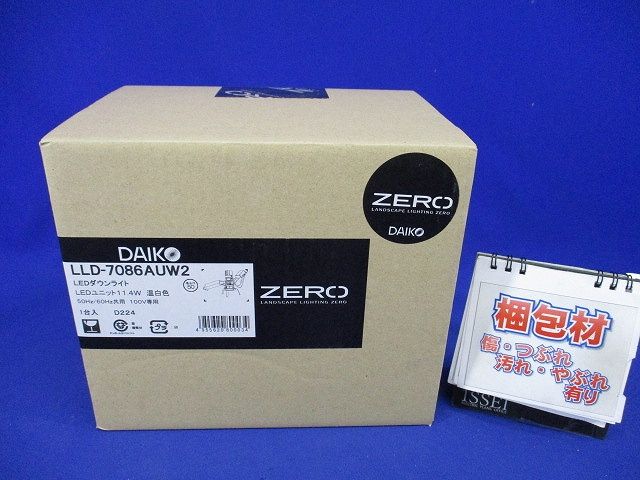 ZERO
LANDSCAPE LIGHTING ZERO
DAIKO
DAIKO
LLD-7086AUW2
LEDダウンライト
LEDユニット11.4W 温白色
50Hz/60Hz共用 100V専用
1台入 D224
ZERO
LANDSCAPE LIGHTING ZERO
梱包材
傷・つぶれ
汚れ・やぶれ
有り
ISSEI